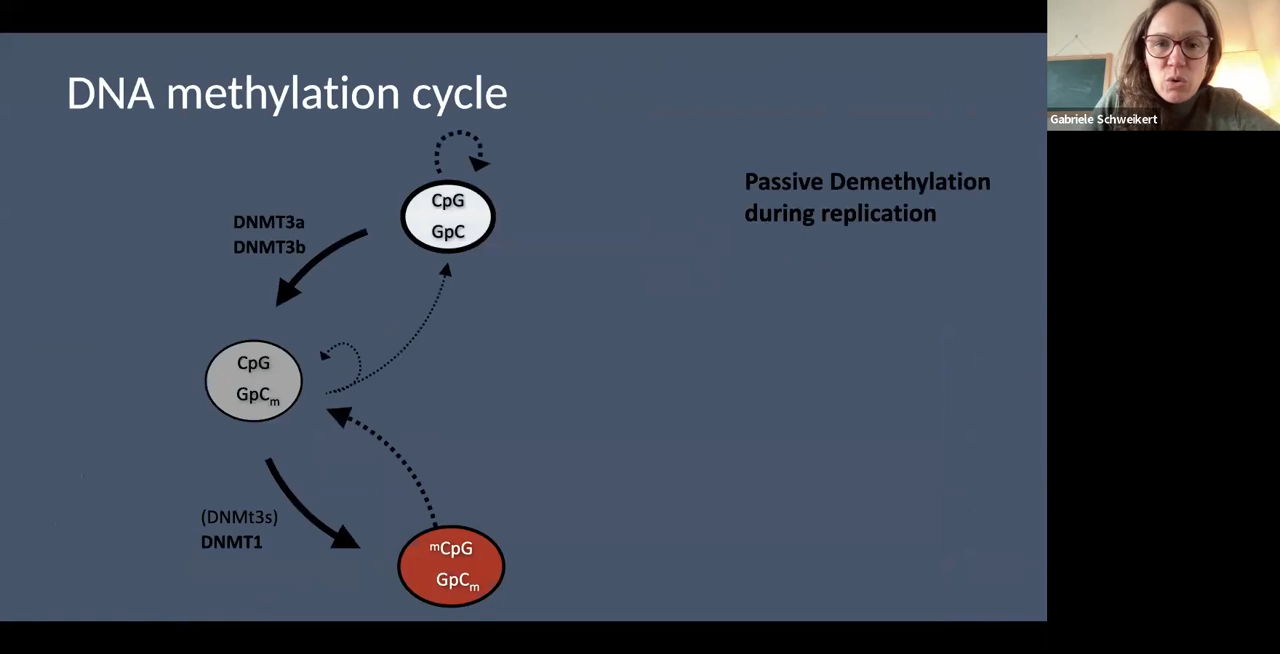 DNA methylation cycle
Gabriele Schweikert
Passive Demethylation
during replication
CpG
GpC
DNMT3a
DNMT3b
CpG
GpCm
(DNMt3s)
DNMT1
mCpG
GpCm